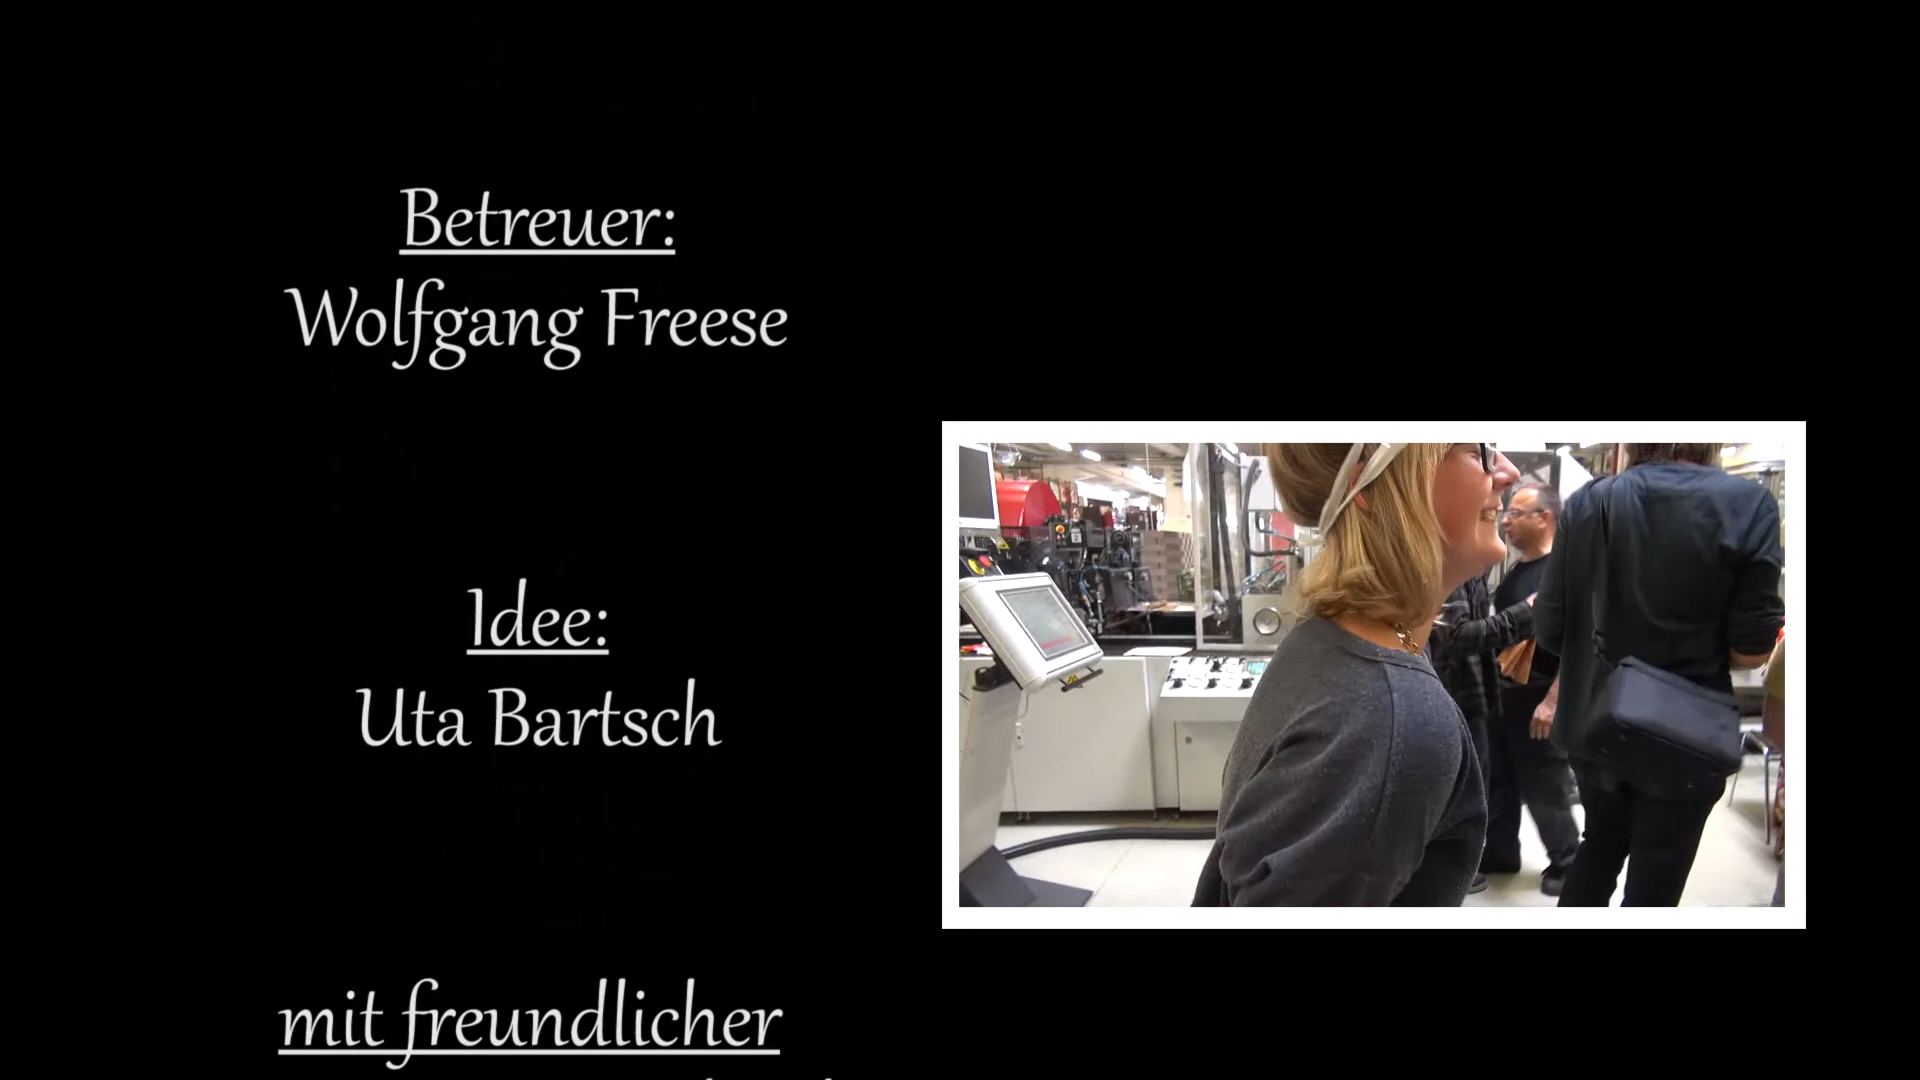 Betreuer:
Wolfgang Freese
Idee:
Uta Bartsch
mit freundlicher